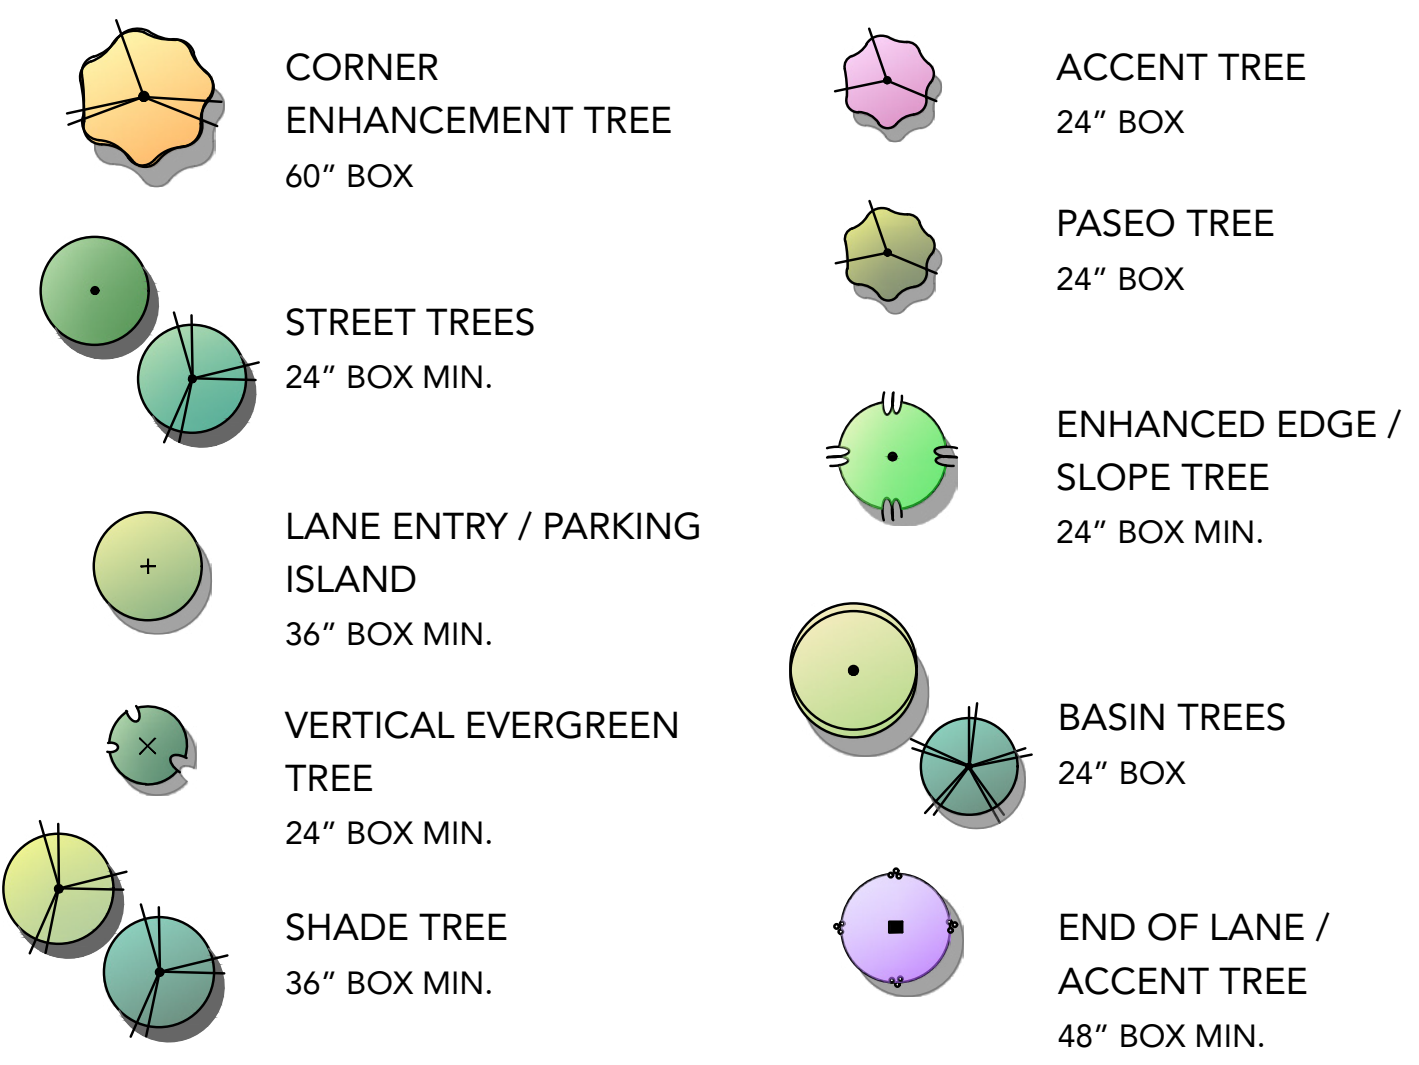 CORNER
ENHANCEMENT TREE
60” BOX
STREET TREES
24” BOX MIN.
LANE ENTRY / PARKING
ISLAND
36” BOX MIN.
VERTICAL EVERGREEN
TREE
24” BOX MIN.
SHADE TREE
36” BOX MIN.
ACCENT TREE
24” BOX
PASEO TREE
24” BOX
ENHANCED EDGE /
SLOPE TREE
24” BOX MIN.
BASIN TREES
24” BOX
END OF LANE /
ACCENT TREE
48” BOX MIN.